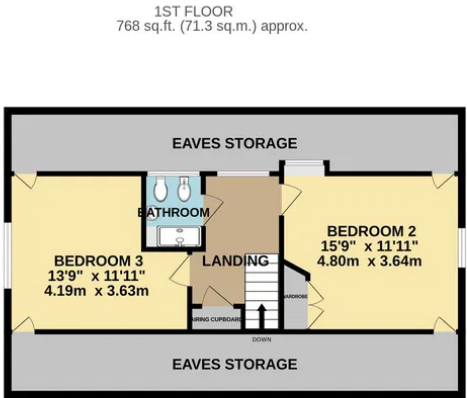 1ST FLOOR
768 sq.ft. (71.3 sq.m.) approx.
EAVES STORAGE
BATHROOM
BEDROOM 2
15'9" x 11'11"
4.80m x 3.64m
BEDROOM 3
13'9" x 11'11"
4.19m x 3.63m
LANDING
WARDROBE
AIRING CUPBOARD
DOWN
EAVES STORAGE